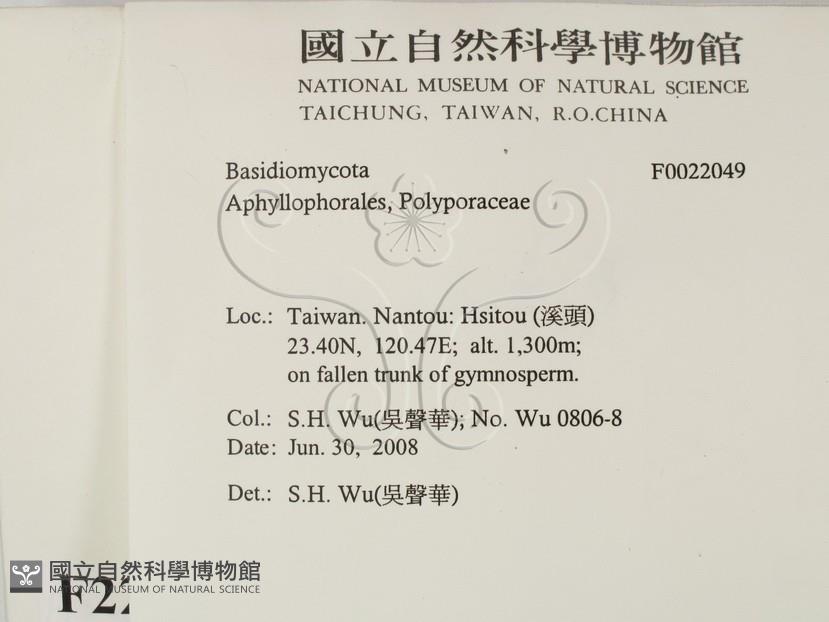 國立自然科學博物館
NATIONAL MUSEUM OF NATURAL SCIENCE
TAICHUNG, TAIWAN, R.O.CHINA
Basidiomycota F0022049
Aphyllophorales, Polyporaceae
Loc.: Taiwan. Nantou: Hsitou (溪頭)
23.40N, 120.47E; alt. 1,300m;
on fallen trunk of gymnosperm.
Col.: S.H. Wu(吳聲華); No. Wu 0806-8
Date: Jun. 30, 2008
Det.: S.H. Wu(吳聲華)
國立自然科學博物館
NATIONAL MUSEUM OF NATURAL SCIENCE